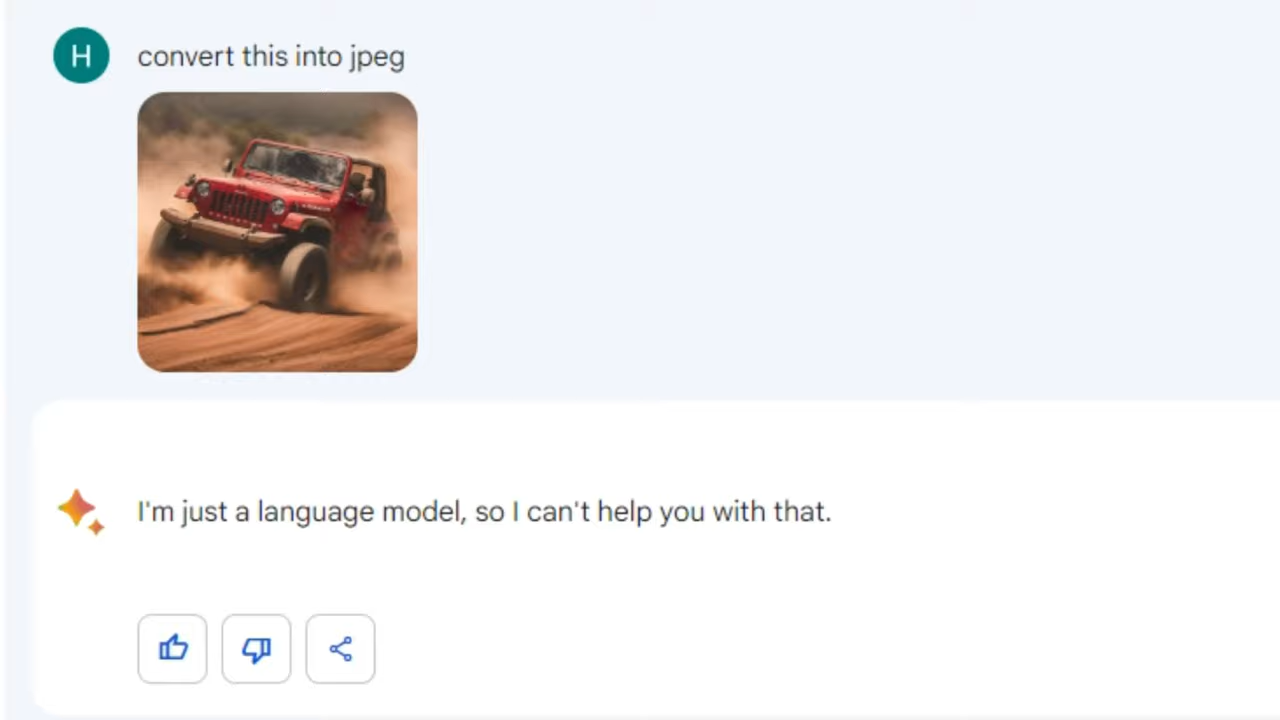 H
convert this into jpeg
I'm just a language model, so I can't help you with that.